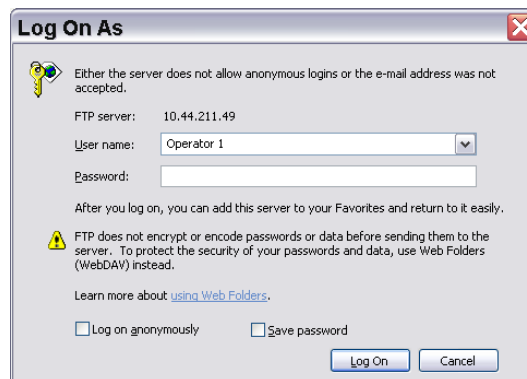 Log On As
Either the server does not allow anonymous logins or the e-mail address was not
accepted.
FTP server: 10.44.211.49
User name: Operator 1
Password:
After you log on, you can add this server to your Favorites and return to it easily.
FTP does not encrypt or encode passwords or data before sending them to the
server. To protect the security of your passwords and data, use Web Folders
(WebDAV) instead.
Learn more about using Web Folders.
Log on anonymously Save password
Log On Cancel